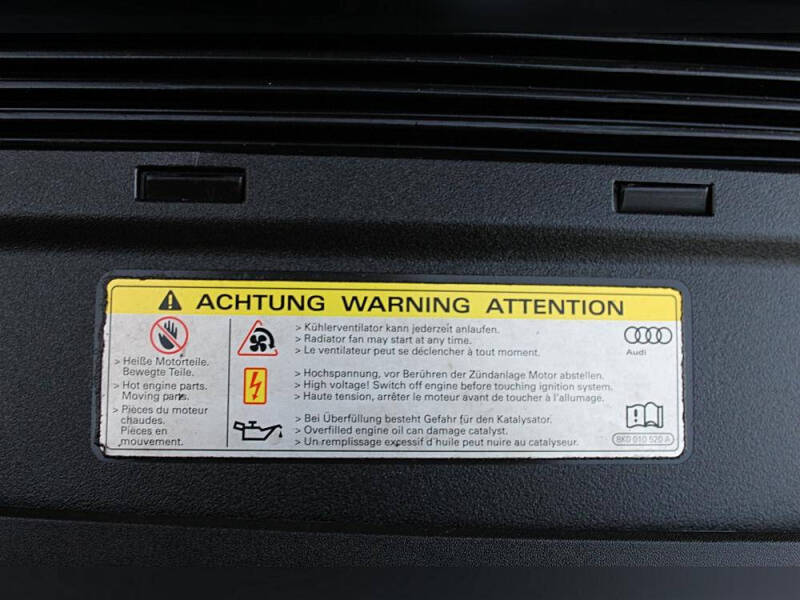 ACHTUNG WARNING ATTENTION
> Heiße Motorteile.
Bewegte Teile.
> Hot engine parts.
Moving parts.
> Pièces du moteur
chaudes.
Pièces en
mouvement.
> Kühlerventilator kann jederzeit anlaufen.
> Radiator fan may start at any time.
> Le ventilateur peut se déclencher à tout moment.
> Hochspannung, vor Berühren der Zündanlage Motor abstellen.
> High voltage! Switch off engine before touching ignition system.
> Haute tension, arrêter le moteur avant de toucher à l'allumage.
> Bei Überfüllung besteht Gefahr für den Katalysator.
> Overfilled engine oil can damage catalyst.
> Un remplissage excessif d'huile peut nuire au catalyseur.
Audi
8K0 010 520 A